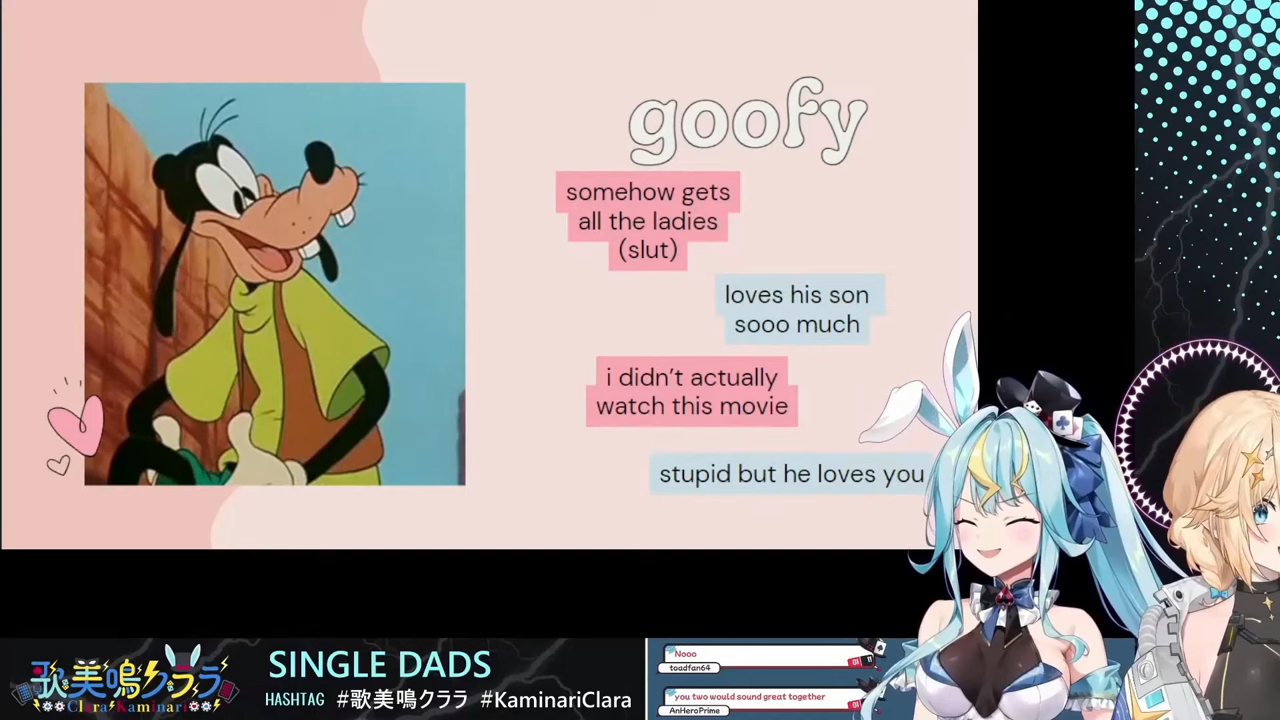 goofy
somehow gets
all the ladies
(slut)
loves his son
sooo much
i didn't actually
watch this movie
stupid but he loves you
歌美鳴クララ
Clara Kaminari
SINGLE DADS
HASHTAG #歌美鳴クララ #KaminariClara
Nooo
toadfan64
you two would sound great together
AnHeroPrime